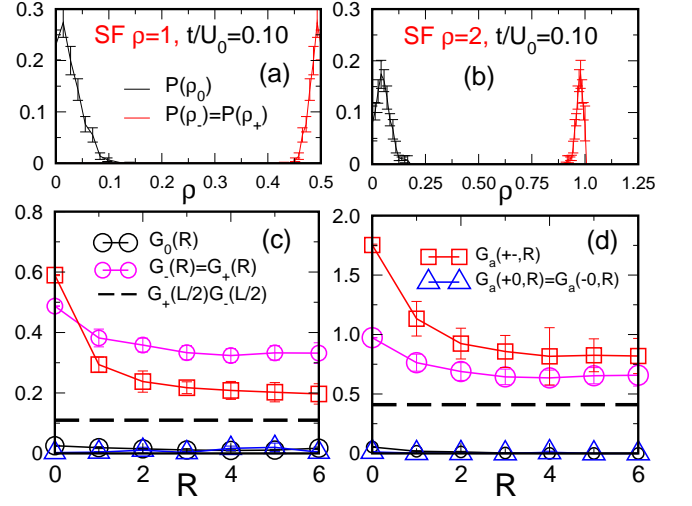 0.3
0.2
0.1
0
SF ρ=1, t/U0=0.10
(a)
P(ρ0)
P(ρ-)=P(ρ+)
0 0.1 0.2 0.3 0.4 0.5
ρ
0.3
0.2
0.1
0
SF ρ=2, t/U0=0.10
(b)
0 0.25 0.50 0.75 1.00 1.25
ρ
0.8
0.6
0.4
0.2
0
(c)
G0(R)
G-(R)=G+(R)
G+(L/2)G-(L/2)
0 2 4 6
R
2.0
1.5
1.0
0.5
0
(d)
Ga(+-,R)
Ga(+0,R)=Ga(-0,R)
0 2 4 6
R